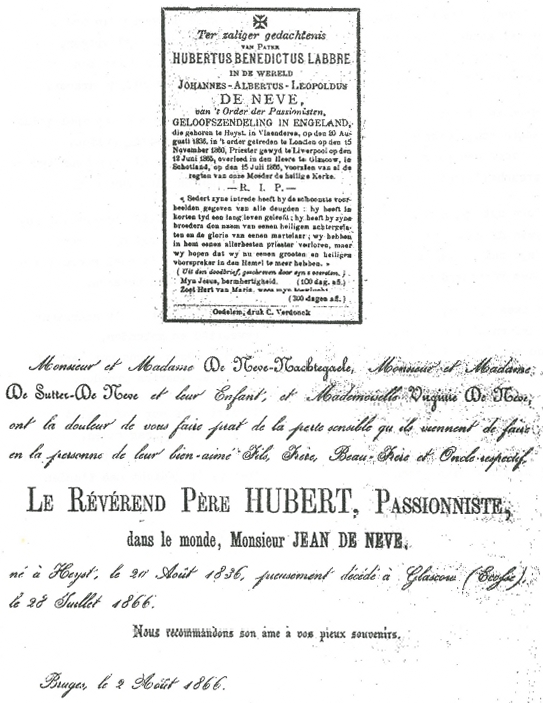 Ter zaliger gedachtenis
VAN PATER
HUBERTUS BENEDICTUS LABBRE
IN DE WERELD
JOHANNES-ALBERTUS-LEOPOLDUS
DE NEVE,
van 't Order der Passionisten,
GELOOFSZENDELING IN ENGELAND,
die geboren te Heyst, in Vlaenderen, op den 20 Au-
gusti 1836, in 't order getreden te Londen op den 15
November 1860, Priester gewyd te Liverpool op den
12 Juni 1865, overleed in den Heere te Glascow, in
Schotland, op den 15 Juli 1866, voorzien van al de
regten van onze Moeder de heilige Kerke.
—R. I. P.—
« Sedert zyne intrede heeft hy de schoonste voor-
beelden gegeven van alle deugden : hy heeft in
korten tyd een lang leven geleefd ; hy heeft by zyne
broeders den naem van eenen heiligen achtergela-
ten en de glorie van eenen martelaer ; wy hebben
in hem eenen allerbesten priester verloren, maer
wy hopen dat wy nu eenen grooten en heiligen
voorspreker in den Hemel te meer hebben. »
(Uit den doodbrief, geschreven door zyn's oversten.)
Myn Jesus, bermhertigheid. (100 dag. afl.)
Zoet Hert van Maria, wees myn
(300 dagen afl.)
Oedelem, druk C. Verdonck
Monsieur et Madame De Neve-Nachtegaele, Monsieur et Madame
De Sutter-De Neve et leur Enfant, et Mademoiselle Virginie De Neve,
ont la douleur de vous faire part de la perte sensible qu'ils viennent de faire
en la personne de leur bien-aimé Fils, Frère, Beau-Frère et Oncle respectif,
LE RÉVÉREND PÈRE HUBERT, PASSIONNISTE,
dans le monde, Monsieur JEAN DE NEVE,
né à Heyst, le 20 Août 1836, pieusement décédé à Glascow (Ecosse),
le 28 Juillet 1866.
Nous recommandons son âme à vos pieux souvenirs.
Bruges, le 2 Août 1866.